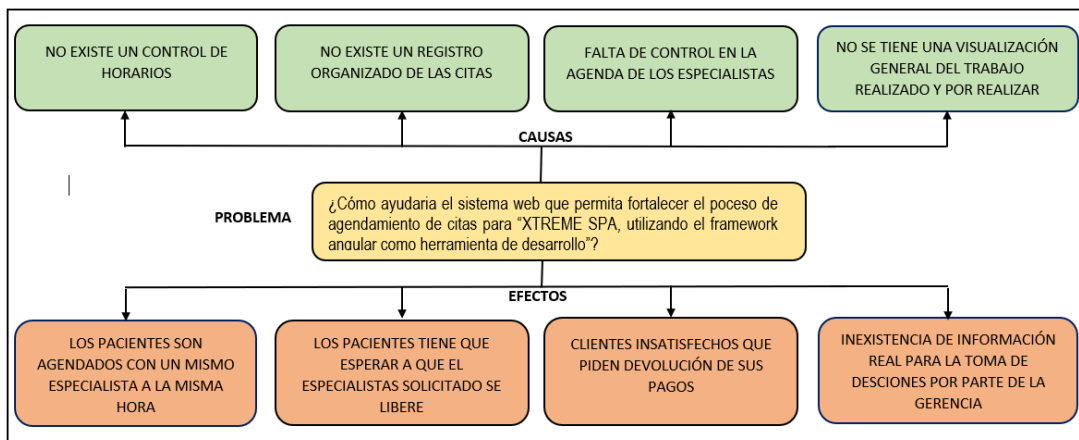 NO EXISTE UN CONTROL DE
HORARIOS
NO EXISTE UN REGISTRO
ORGANIZADO DE LAS CITAS
FALTA DE CONTROL EN LA
AGENDA DE LOS ESPECIALISTAS
NO SE TIENE UNA VISUALIZACIÓN
GENERAL DEL TRABAJO
REALIZADO Y POR REALIZAR
CAUSAS
PROBLEMA
¿Cómo ayudaria el sistema web que permita fortalecer el poceso de
agendamiento de citas para “XTREME SPA, utilizando el framework
angular como herramienta de desarrollo”?
EFECTOS
LOS PACIENTES SON
AGENDADOS CON UN MISMO
ESPECIALISTA A LA MISMA
HORA
LOS PACIENTES TIENE QUE
ESPERAR A QUE EL
ESPECIALISTAS SOLICITADO SE
LIBERE
CLIENTES INSATISFECHOS QUE
PIDEN DEVOLUCIÓN DE SUS
PAGOS
INEXISTENCIA DE INFORMACIÓN
REAL PARA LA TOMA DE
DESCIONES POR PARTE DE LA
GERENCIA